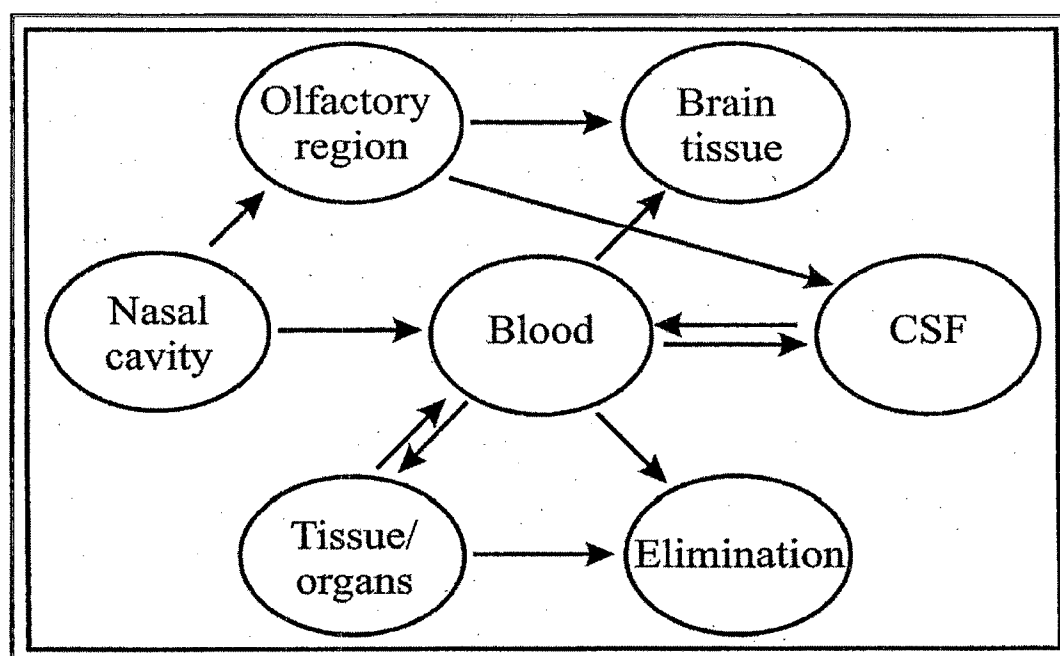 Olfactory
region
Brain
tissue
Nasal
cavity
Blood
CSF
Tissue/
organs
Elimination